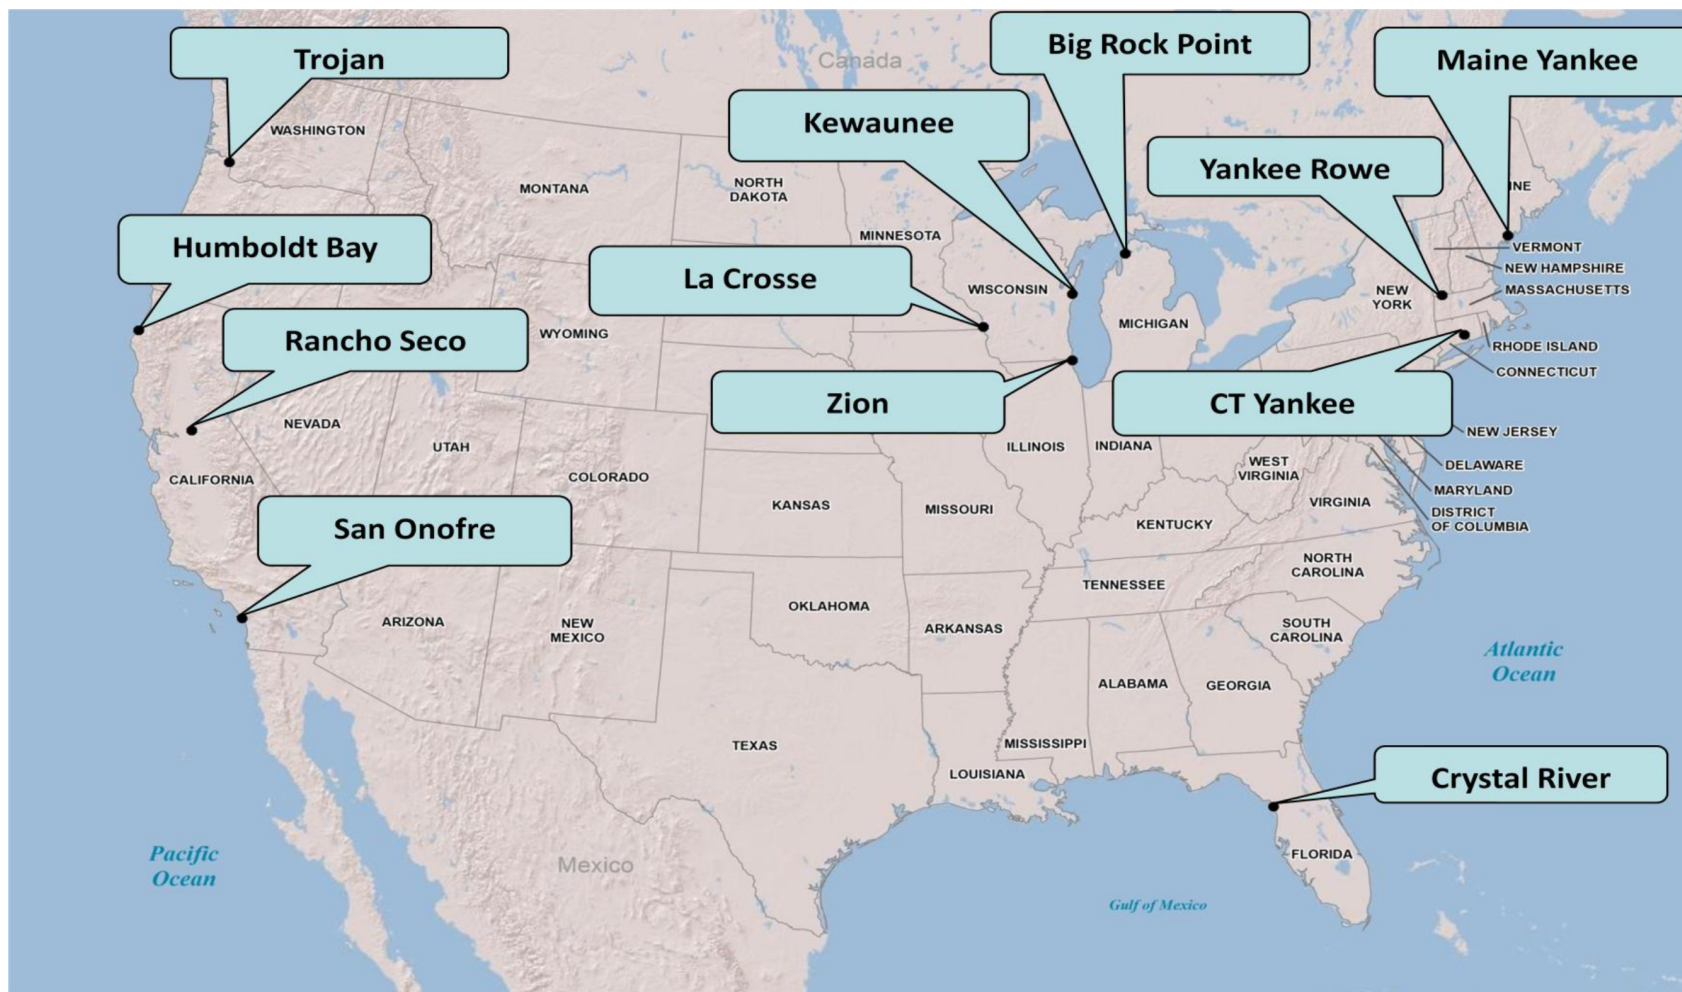 Trojan
Big Rock Point
Maine Yankee
Canada
Kewaunee
WASHINGTON
Yankee Rowe
MONTANA
NORTH
DAKOTA
INE
MINNESOTA
Humboldt Bay
VERMONT
NEW HAMPSHIRE
La Crosse
WISCONSIN
NEW
YORK
MASSACHUSETTS
MICHIGAN
WYOMING
Rancho Seco
RHODE ISLAND
CONNECTICUT
Zion
CT Yankee
NEVADA
UTAH
ILLINOIS
INDIANA
NEW JERSEY
CALIFORNIA
COLORADO
WEST
VIRGINIA
DELAWARE
MARYLAND
KANSAS
MISSOURI
VIRGINIA
DISTRICT
OF COLUMBIA
San Onofre
KENTUCKY
NORTH
CAROLINA
TENNESSEE
OKLAHOMA
ARIZONA
NEW
MEXICO
ARKANSAS
SOUTH
CAROLINA
Atlantic
Ocean
ALABAMA
GEORGIA
TEXAS
MISSISSIPPI
LOUISIANA
Crystal River
Pacific
Ocean
Mexico
FLORIDA
Gulf of Mexico